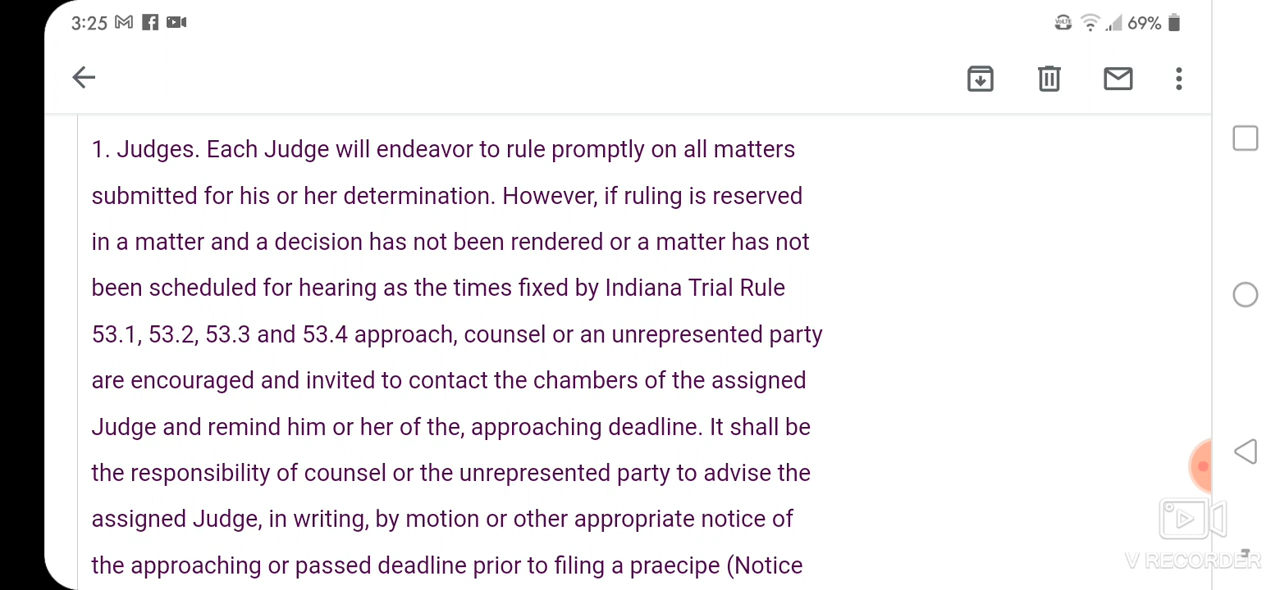 3:25
69%
1. Judges. Each Judge will endeavor to rule promptly on all matters
submitted for his or her determination. However, if ruling is reserved
in a matter and a decision has not been rendered or a matter has not
been scheduled for hearing as the times fixed by Indiana Trial Rule
53.1, 53.2, 53.3 and 53.4 approach, counsel or an unrepresented party
are encouraged and invited to contact the chambers of the assigned
Judge and remind him or her of the, approaching deadline. It shall be
the responsibility of counsel or the unrepresented party to advise the
assigned Judge, in writing, by motion or other appropriate notice of
the approaching or passed deadline prior to filing a praecipe (Notice
V RECORDER